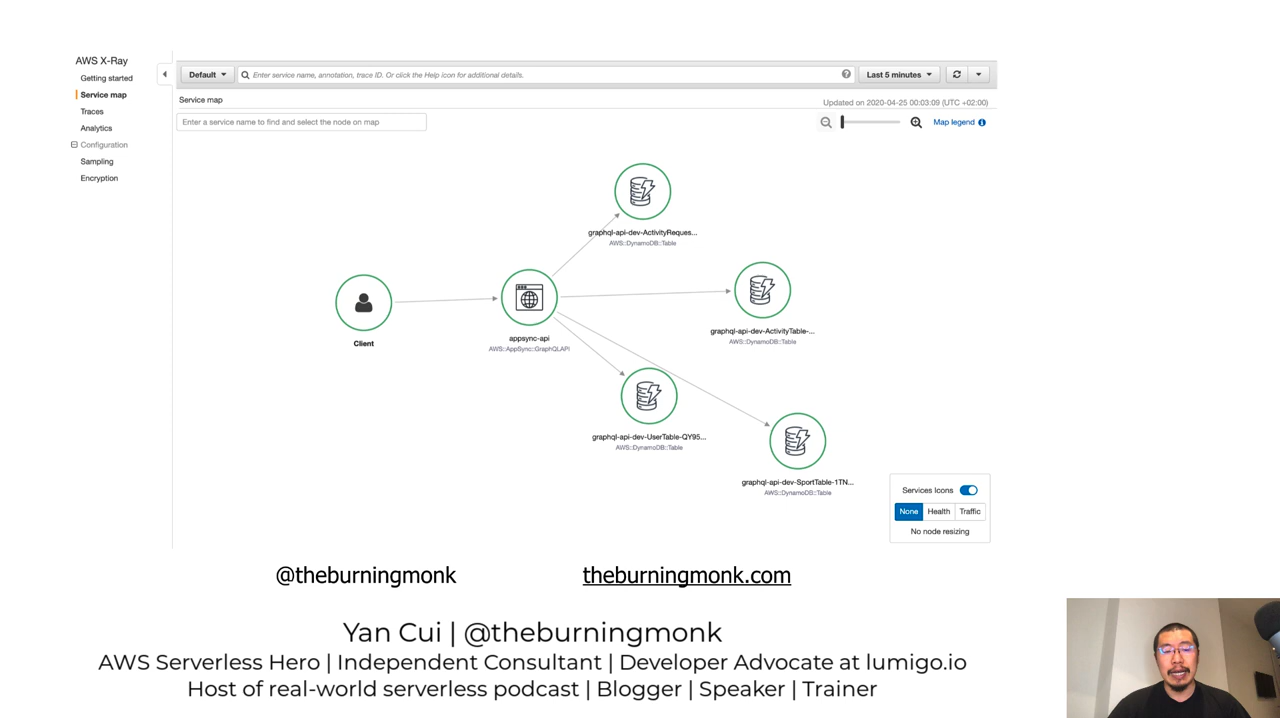 AWS X-Ray
Getting started
Service map
Traces
Analytics
Configuration
Sampling
Encryption
Default
Enter service name, annotation, trace ID. Or click the Help icon for additional details.
Last 5 minutes
Service map
Updated on 2020-04-25 00:03:09 (UTC +02:00)
Enter a service name to find and select the node on map
Map legend
graphql-api-dev-ActivityReques...
AWS::DynamoDB::Table
graphql-api-dev-ActivityTable-...
AWS::DynamoDB::Table
Client
appsync-api
AWS::AppSync::GraphQLAPI
graphql-api-dev-UserTable-QY95...
AWS::DynamoDB::Table
graphql-api-dev-SportTable-1TN...
AWS::DynamoDB::Table
Services Icons
None Health Traffic
No node resizing
@theburningmonk theburningmonk.com
Yan Cui | @theburningmonk
AWS Serverless Hero | Independent Consultant | Developer Advocate at lumigo.io
Host of real-world serverless podcast | Blogger | Speaker | Trainer